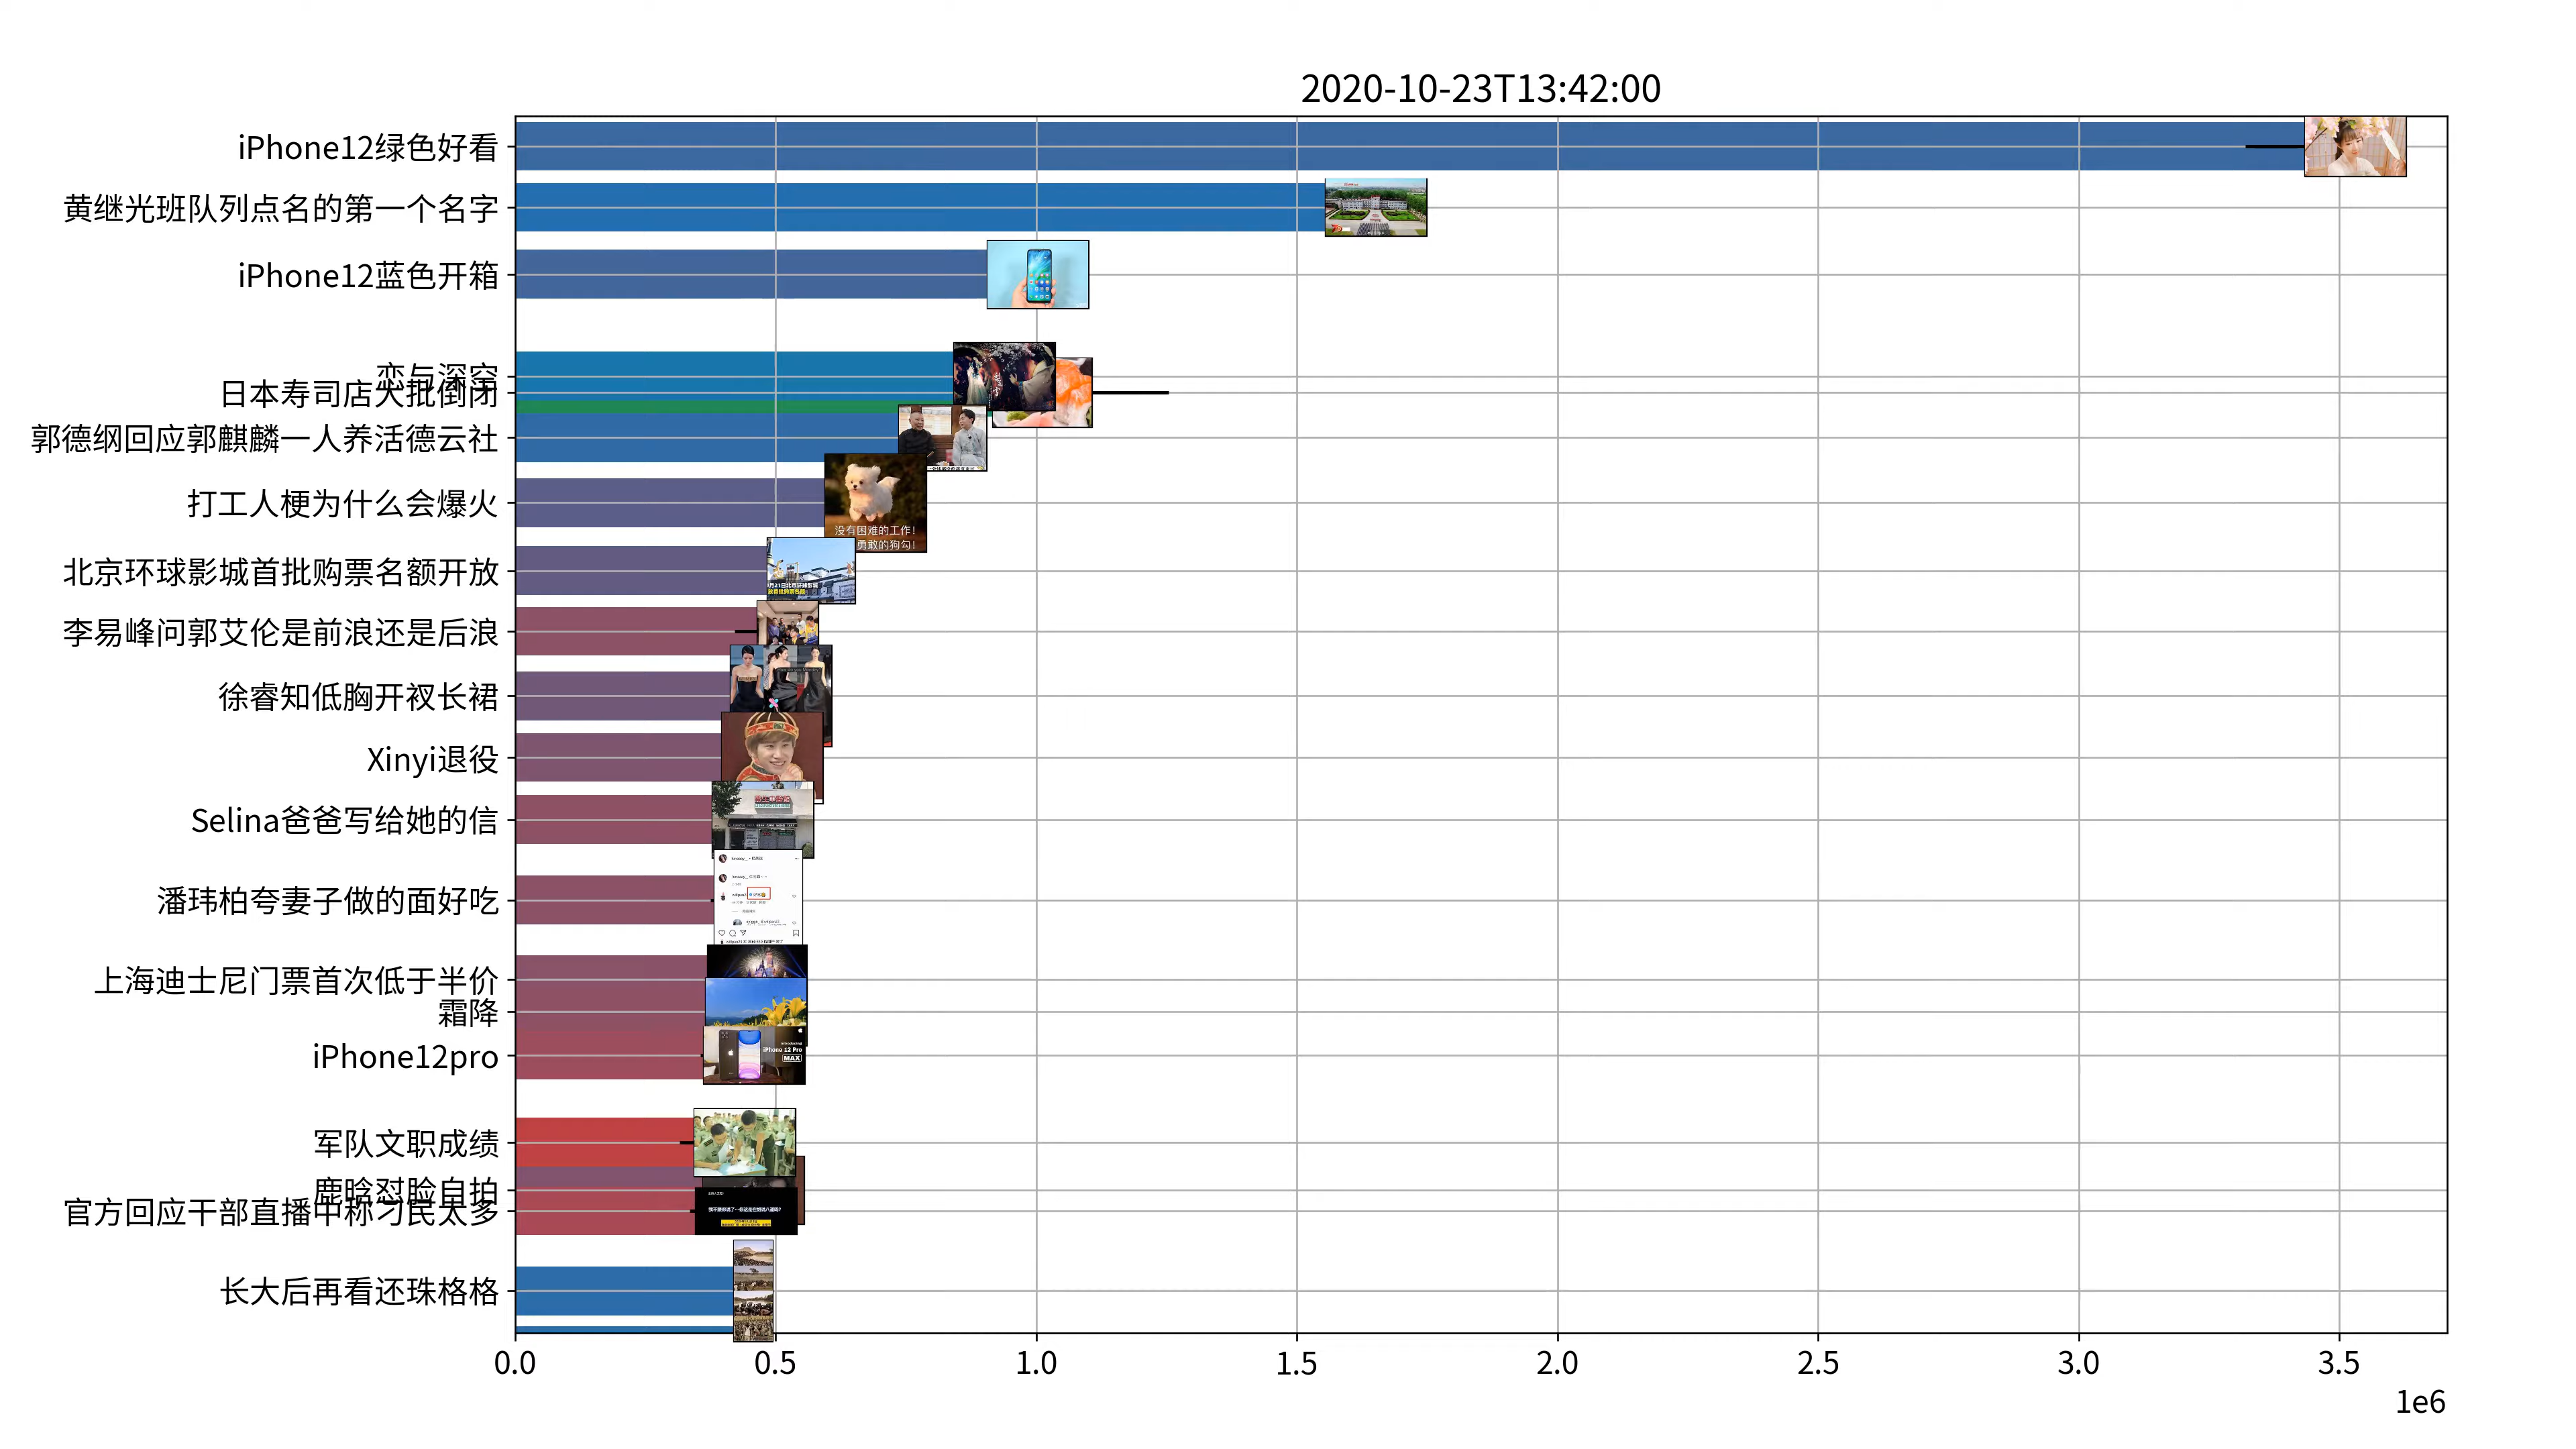 2020-10-23T13:42:00
iPhone12绿色好看
黄继光班队列点名的第一个名字
iPhone12蓝色开箱
恋与深空
日本寿司店大批倒闭
郭德纲回应郭麒麟一人养活德云社
打工人梗为什么会爆火
没有困难的工作!
勇敢的狗勾!
北京环球影城首批购票名额开放
李易峰问郭艾伦是前浪还是后浪
徐睿知低胸开衩长裙
Xinyi退役
Selina爸爸写给她的信
潘玮柏夸妻子做的面好吃
上海迪士尼门票首次低于半价
霜降
iPhone12pro
iPhone 12 Pro
MAX
军队文职成绩
鹿晗怼脸自拍
官方回应干部直播中称刁民太多
长大后再看还珠格格
0.0 0.5 1.0 1.5 2.0 2.5 3.0 3.5
1e6